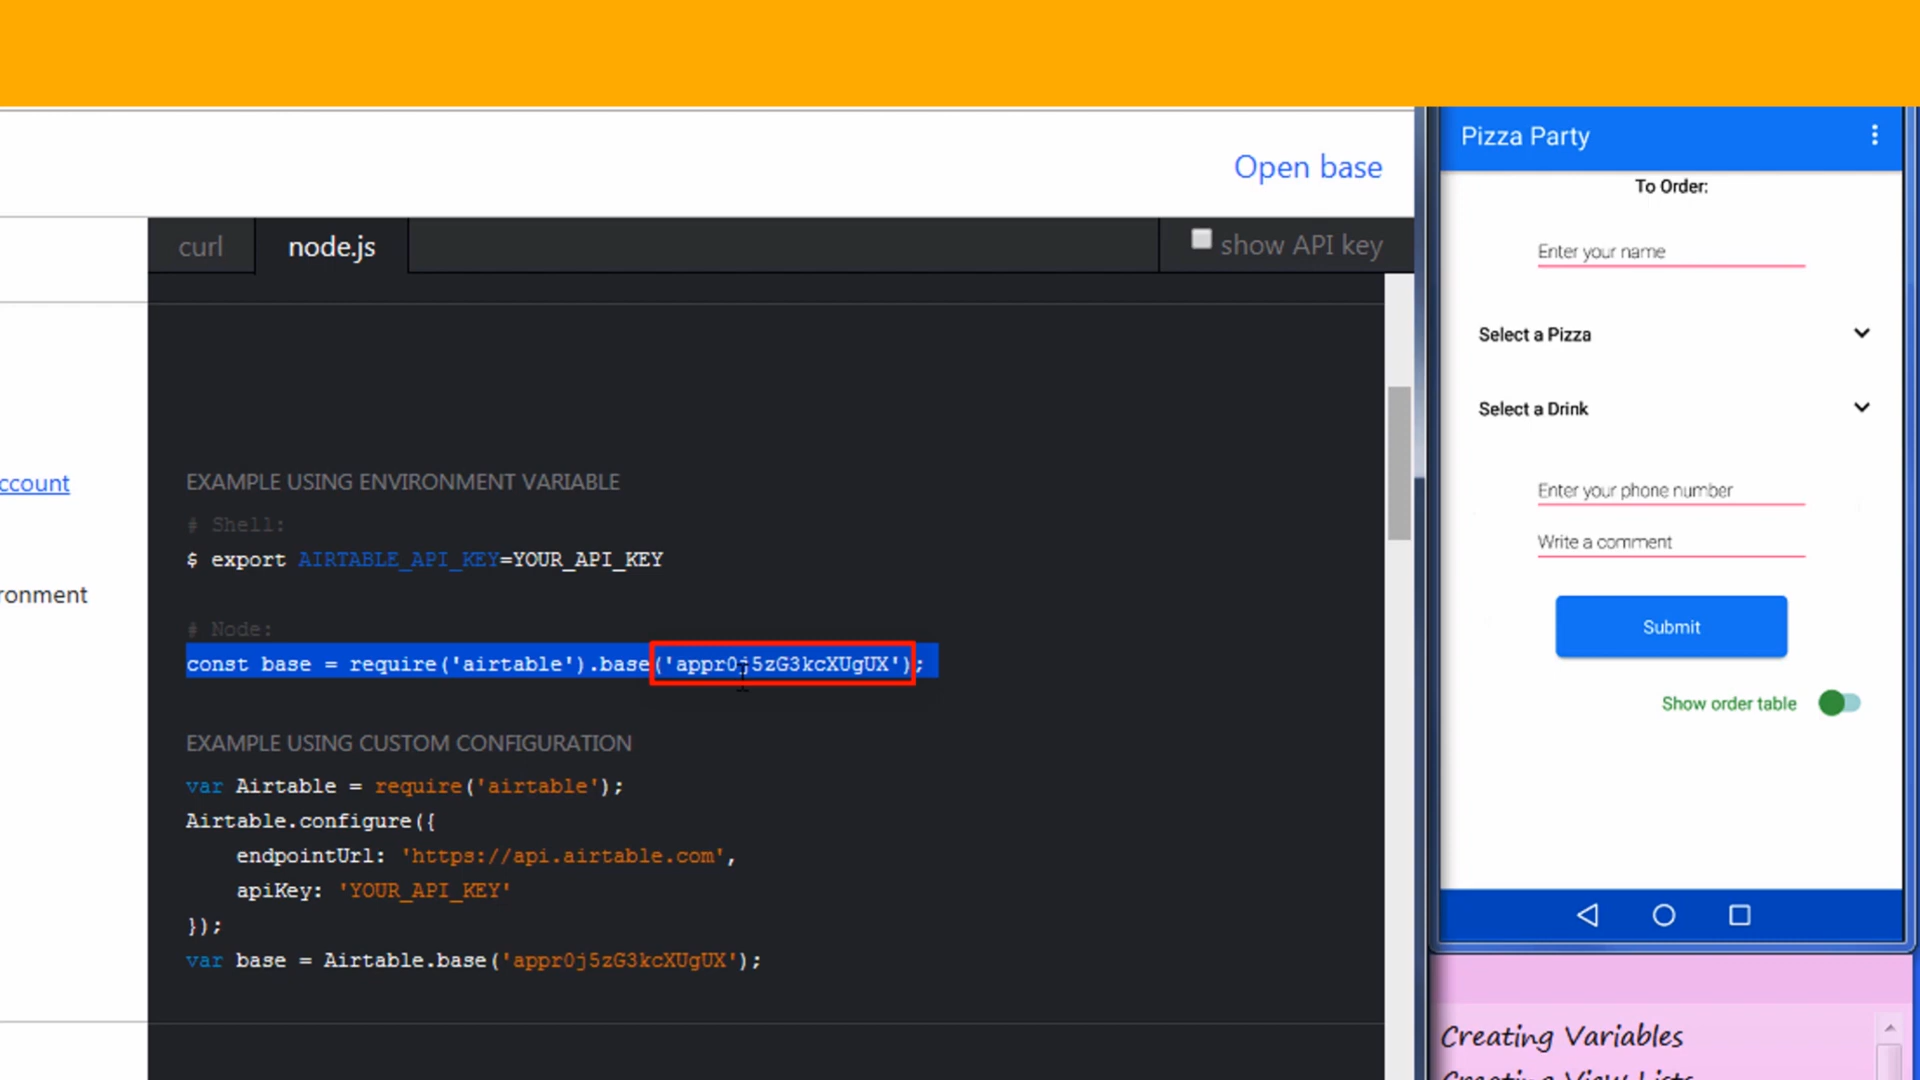 Open base
curl
node.js
show API key
ccount
ronment
EXAMPLE USING ENVIRONMENT VARIABLE
# Shell:
$ export AIRTABLE_API_KEY=YOUR_API_KEY
# Node:
const base = require('airtable').base('appr0j5zG3kcXUgUX');
EXAMPLE USING CUSTOM CONFIGURATION
var Airtable = require('airtable');
Airtable.configure({
endpointUrl: 'https://api.airtable.com',
apiKey: 'YOUR_API_KEY'
});
var base = Airtable.base('appr0j5zG3kcXUgUX');
Pizza Party
To Order:
Enter your name
Select a Pizza
Select a Drink
Enter your phone number
Write a comment
Submit
Show order table
Creating Variables
Creating View Lists